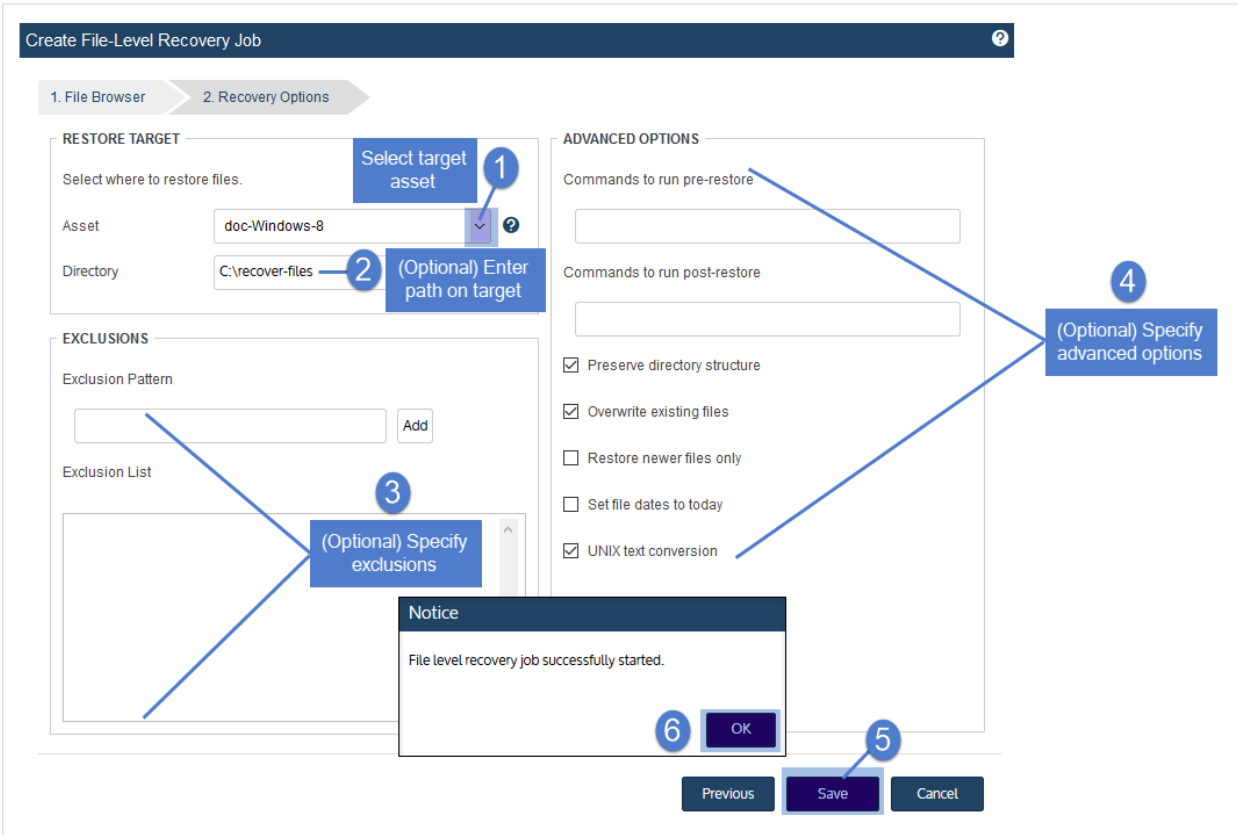 Create File-Level Recovery Job
?
1. File Browser
2. Recovery Options
RESTORE TARGET
Select where to restore files.
Select target
asset
1
Asset
doc-Windows-8
?
Directory
C:\recover-files
2
(Optional) Enter
path on target
EXCLUSIONS
Exclusion Pattern
Add
Exclusion List
3
(Optional) Specify
exclusions
ADVANCED OPTIONS
Commands to run pre-restore
Commands to run post-restore
Preserve directory structure
Overwrite existing files
Restore newer files only
Set file dates to today
UNIX text conversion
4
(Optional) Specify
advanced options
Notice
File level recovery job successfully started.
6
OK
5
Previous
Save
Cancel